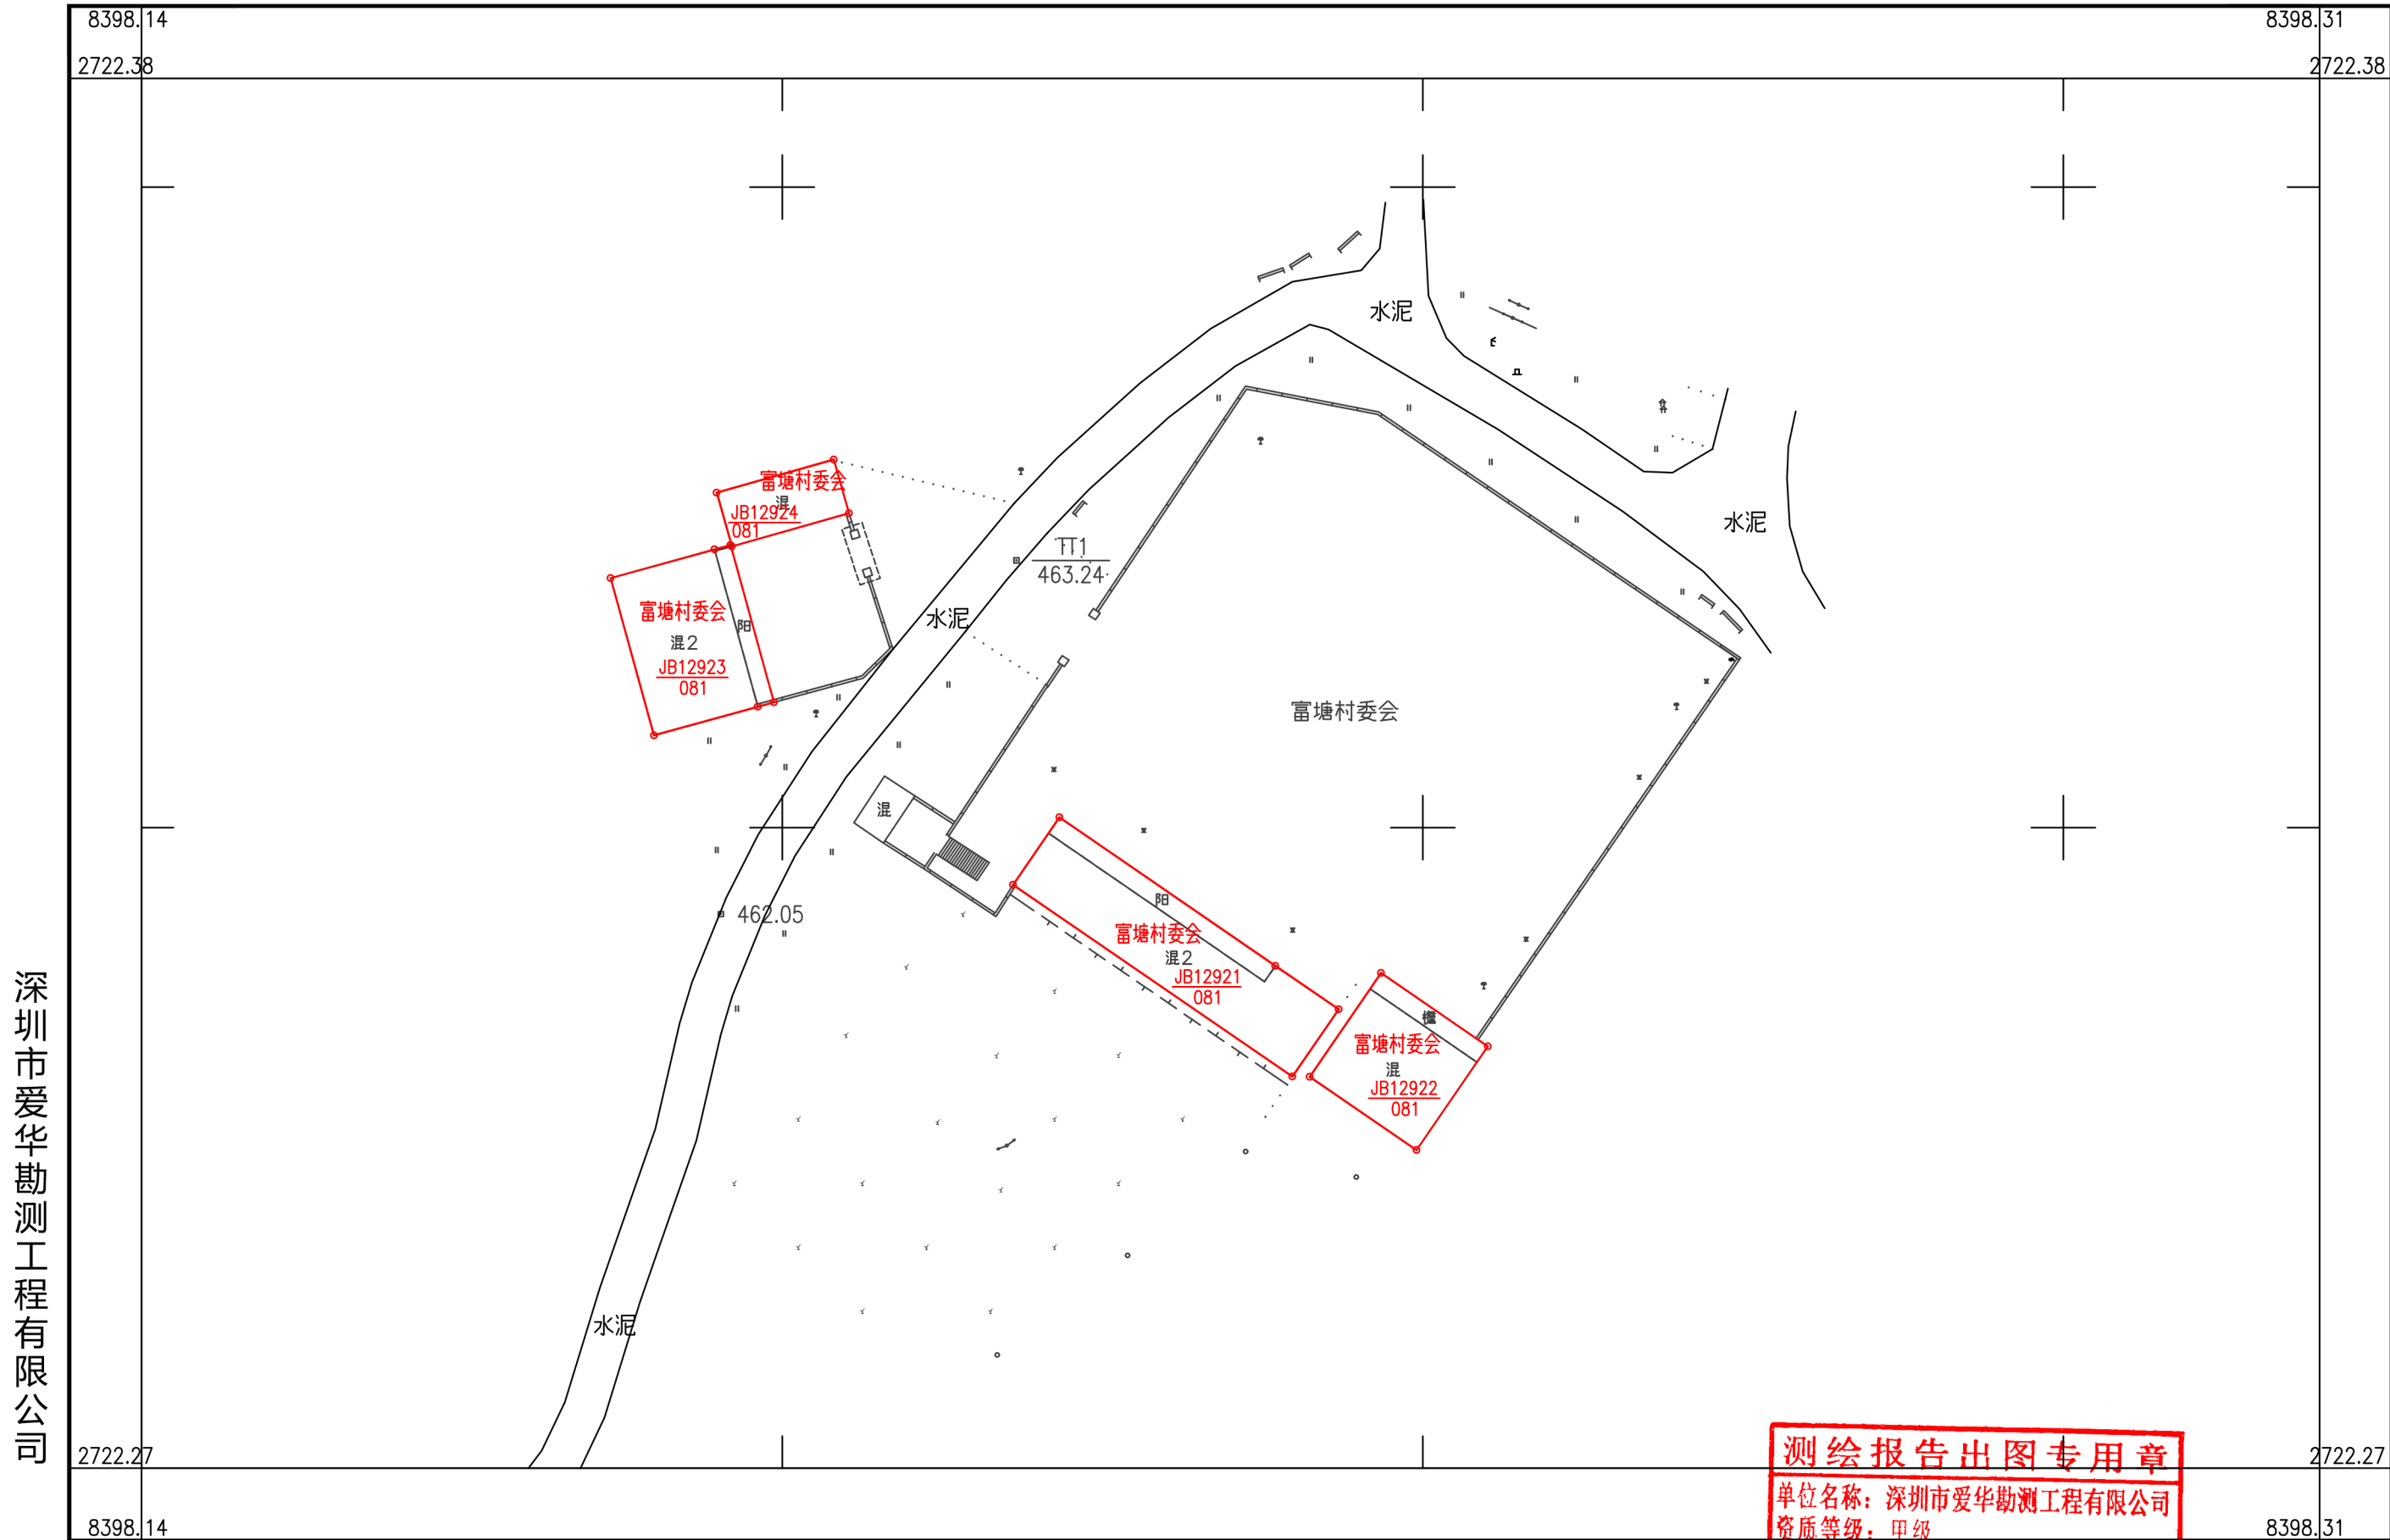 8398.14
8398.31
2722.38
2722.38
水泥
富塘村委会
混
JB12924
081
水泥
TT1
463.24
富塘村委会
阳
混2
JB12923
081
水泥
富塘村委会
混
阳
462.05
富塘村委会
混2
JB12921
081
檐
富塘村委会
混
JB12922
081
水泥
深圳市爱华勘测工程有限公司
测绘报告出图专用章
2722.27
2722.27
单位名称：深圳市爱华勘测工程有限公司
资质等级：甲级
8398.14
8398.31